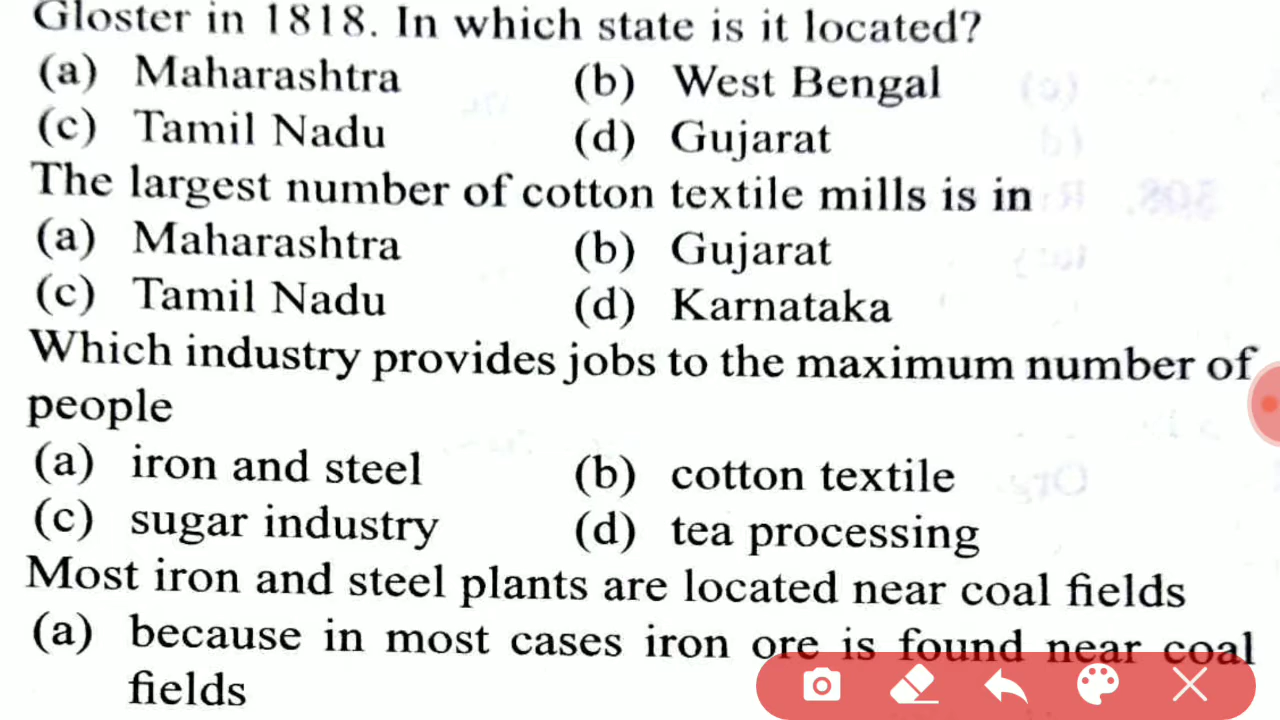 Gloster in 1818. In which state is it located?
(a) Maharashtra (b) West Bengal
(c) Tamil Nadu (d) Gujarat
The largest number of cotton textile mills is in
(a) Maharashtra (b) Gujarat
(c) Tamil Nadu (d) Karnataka
Which industry provides jobs to the maximum number of
people
(a) iron and steel (b) cotton textile
(c) sugar industry (d) tea processing
Most iron and steel plants are located near coal fields
(a) because in most cases iron ore is found near coal
fields